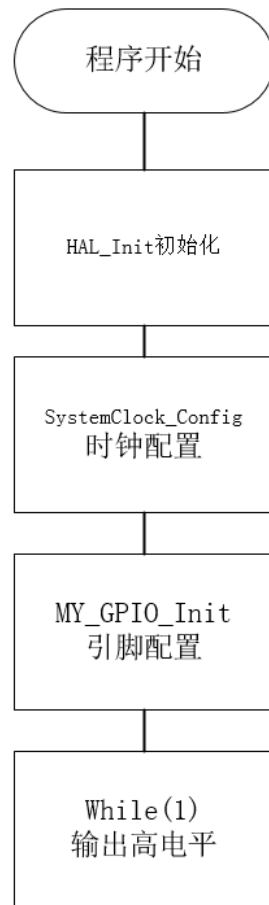 程序开始
HAL_Init初始化
SystemClock_Config
时钟配置
MY_GPIO_Init
引脚配置
While(1)
输出高电平